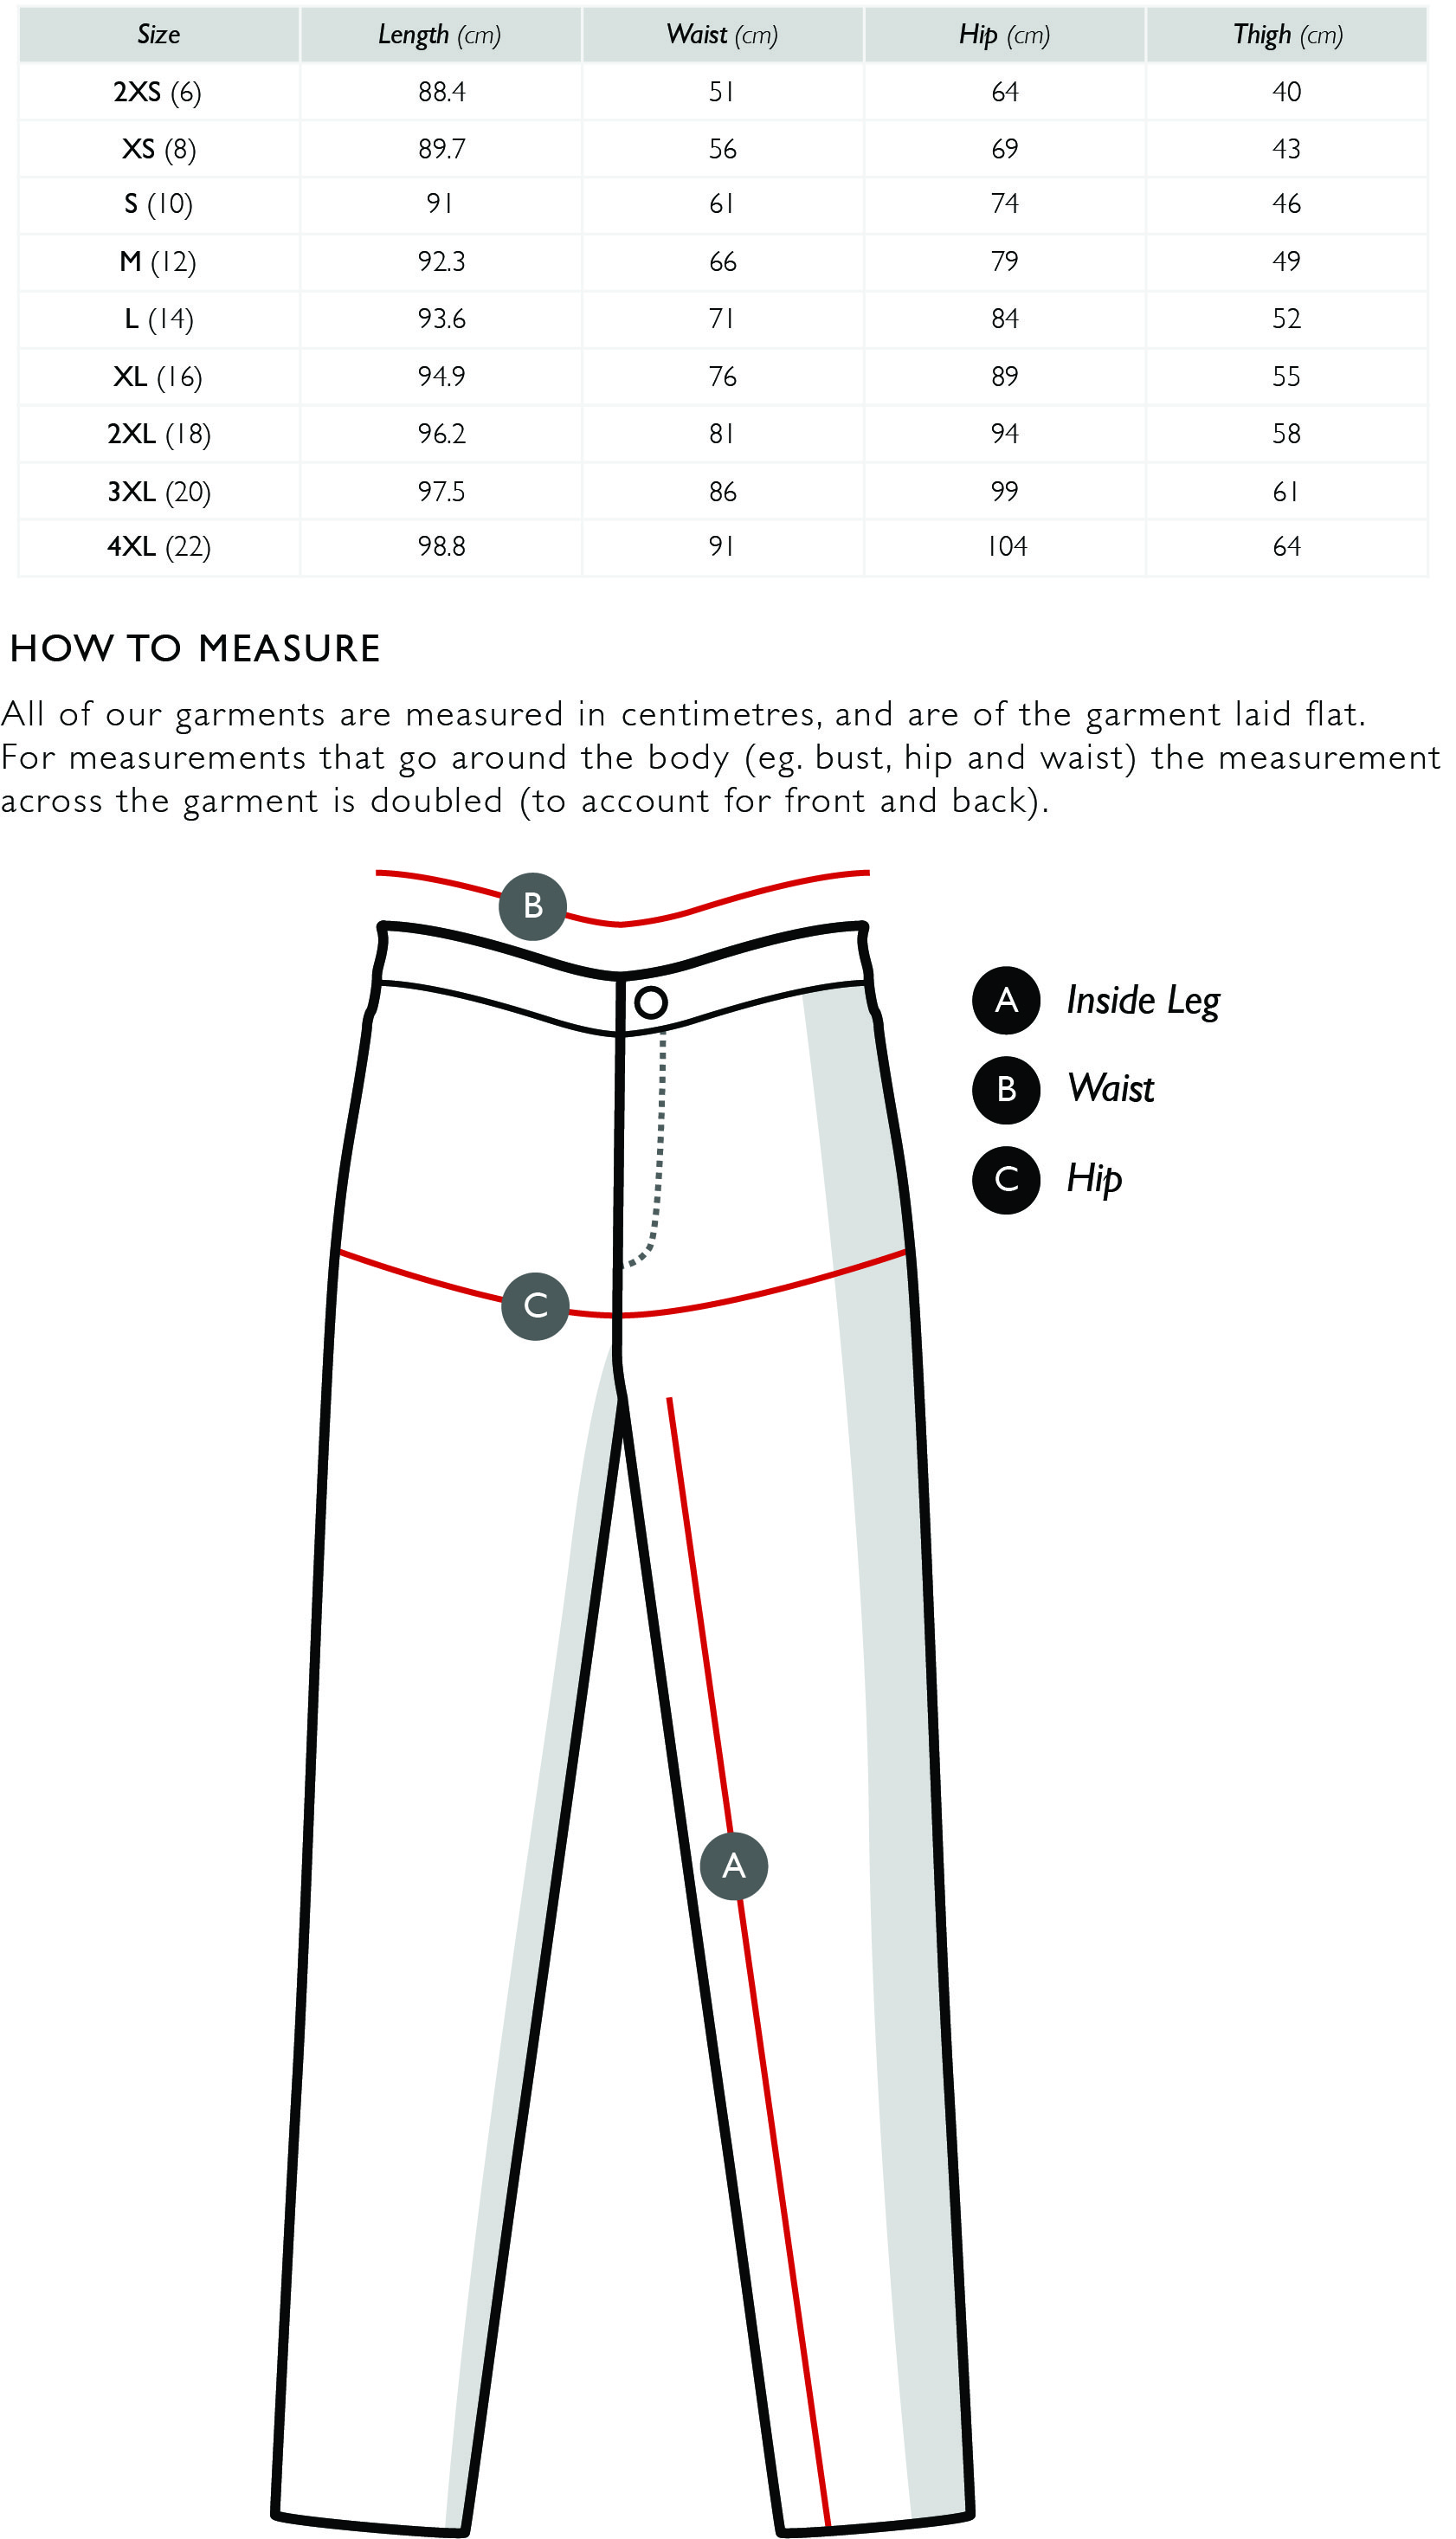 Size Length (cm) Waist (cm) Hip (cm) Thigh (cm)
2XS (6) 88.4 51 64 40
XS (8) 89.7 56 69 43
S (10) 91 61 74 46
M (12) 92.3 66 79 49
L (14) 93.6 71 84 52
XL (16) 94.9 76 89 55
2XL (18) 96.2 81 94 58
3XL (20) 97.5 86 99 61
4XL (22) 98.8 91 104 64
HOW TO MEASURE
All of our garments are measured in centimetres, and are of the garment laid flat.
For measurements that go around the body (eg. bust, hip and waist) the measurement
across the garment is doubled (to account for front and back).
B
A Inside Leg
B Waist
C Hip
C
A